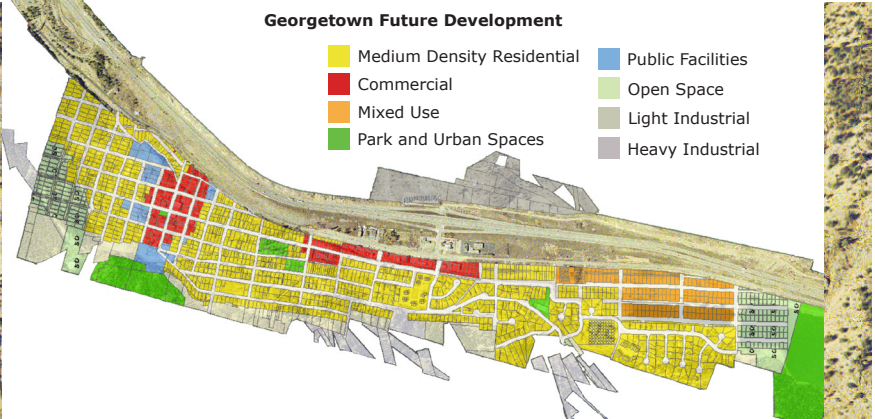 Georgetown Future Development
Medium Density Residential
Commercial
Mixed Use
Park and Urban Spaces
Public Facilities
Open Space
Light Industrial
Heavy Industrial